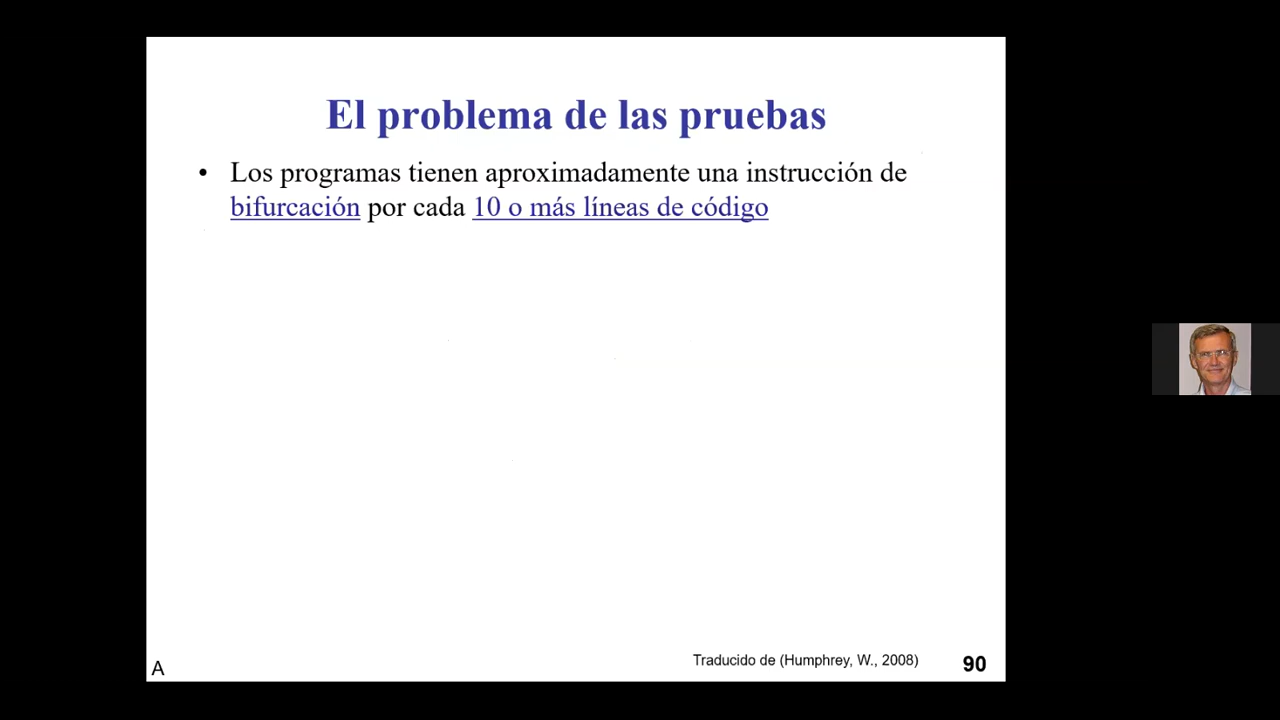 El problema de las pruebas
• Los programas tienen aproximadamente una instrucción de
bifurcación por cada 10 o más líneas de código
Traducido de (Humphrey, W., 2008)
90
A